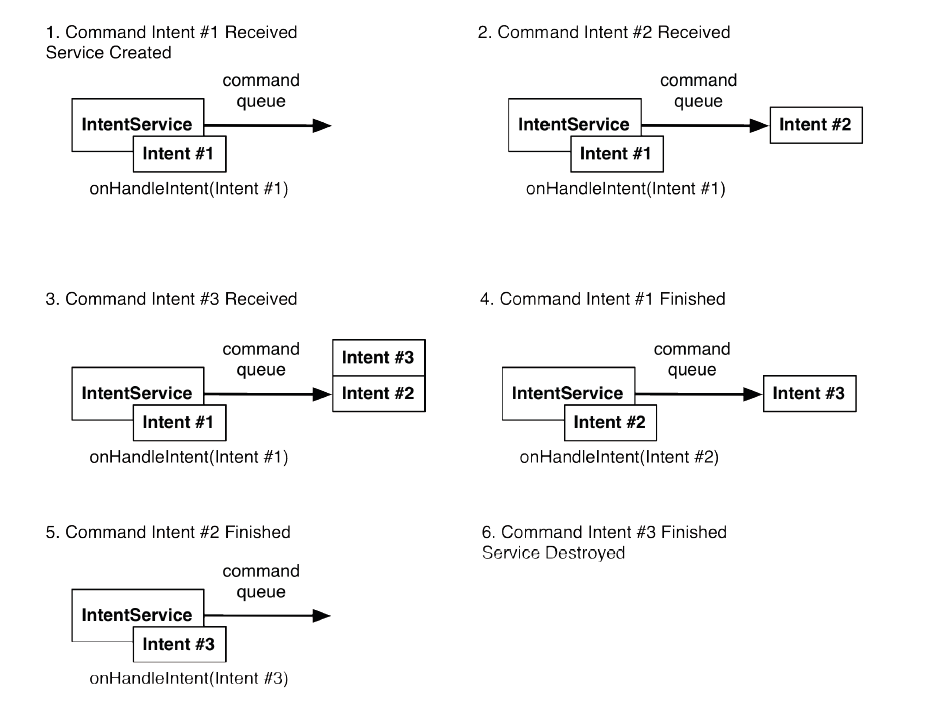 1. Command Intent #1 Received
Service Created
command
queue
IntentService
Intent #1
onHandleIntent(Intent #1)
2. Command Intent #2 Received
command
queue
IntentService
Intent #2
Intent #1
onHandleIntent(Intent #1)
3. Command Intent #3 Received
command
queue
Intent #3
IntentService
Intent #2
Intent #1
onHandleIntent(Intent #1)
4. Command Intent #1 Finished
command
queue
IntentService
Intent #3
Intent #2
onHandleIntent(Intent #2)
5. Command Intent #2 Finished
command
queue
IntentService
Intent #3
onHandleIntent(Intent #3)
6. Command Intent #3 Finished
Service Destroyed